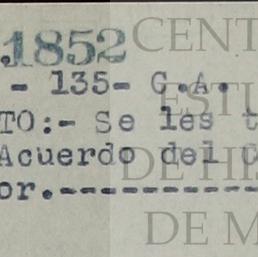 .1852
- 135- C.A.
TO:- Se les t
Acuerdo del C
or.-------------
CENT
ESTU
DE HIS
DE M